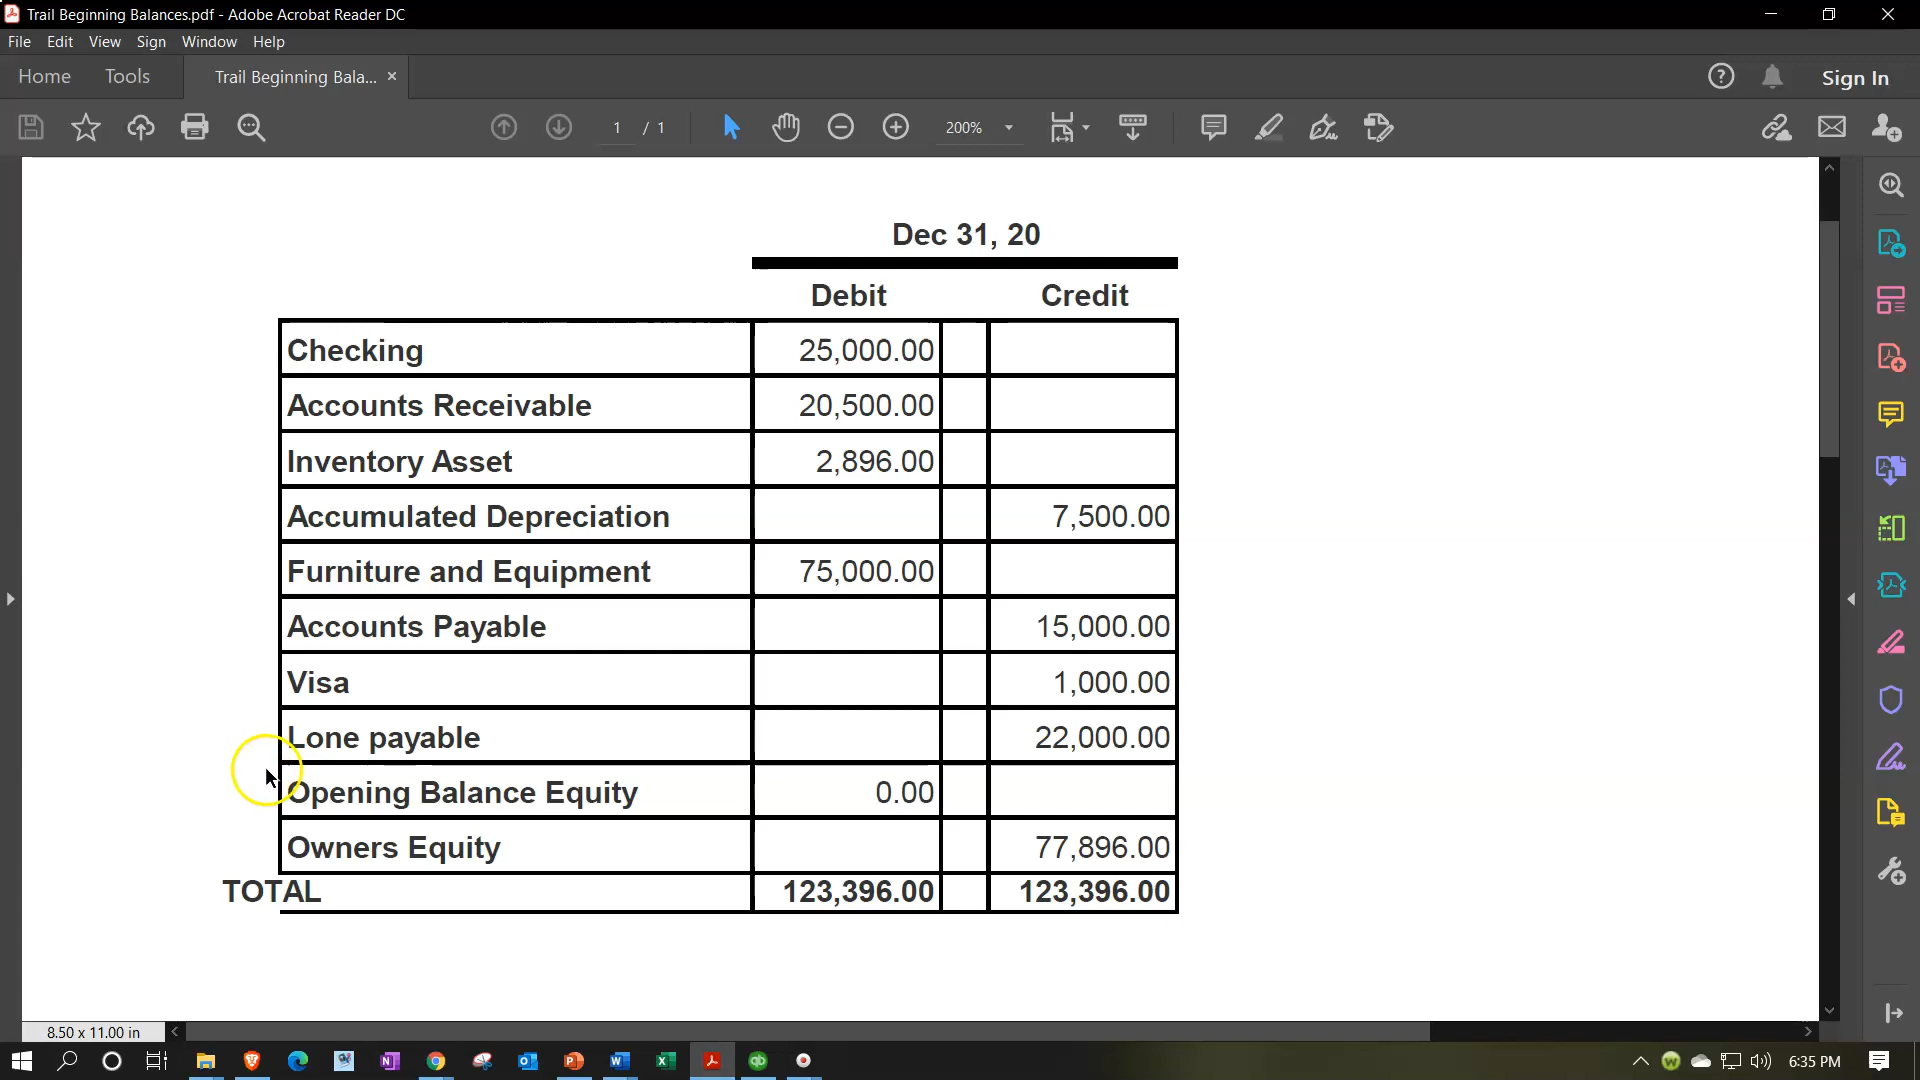 Trail Beginning Balances.pdf - Adobe Acrobat Reader DC
File Edit View Sign Window Help
Home Tools Trail Beginning Bala... × Sign In
1 / 1 200%
Dec 31, 20
Debit Credit
Checking 25,000.00
Accounts Receivable 20,500.00
Inventory Asset 2,896.00
Accumulated Depreciation 7,500.00
Furniture and Equipment 75,000.00
Accounts Payable 15,000.00
Visa 1,000.00
Lone payable 22,000.00
Opening Balance Equity 0.00
Owners Equity 77,896.00
TOTAL 123,396.00 123,396.00
8.50 x 11.00 in
6:35 PM